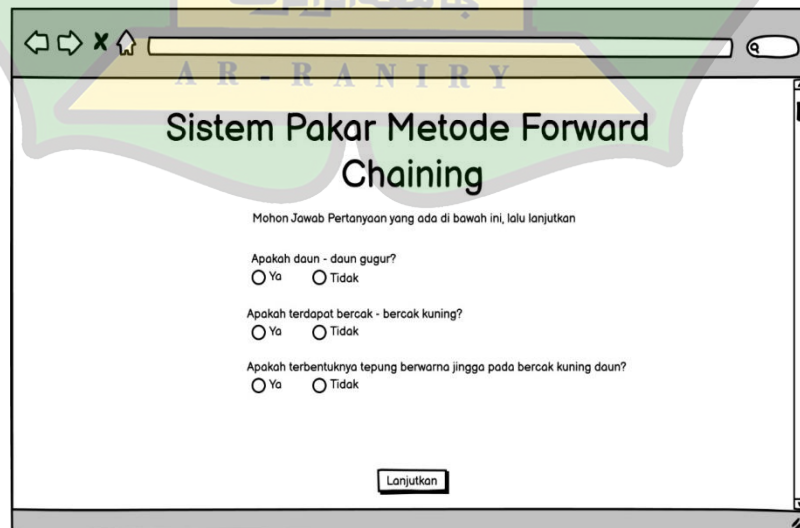 A R - R A N I R Y
Sistem Pakar Metode Forward
Chaining
Mohon Jawab Pertanyaan yang ada di bawah ini, lalu lanjutkan
Apakah daun - daun gugur?
Ya Tidak
Apakah terdapat bercak - bercak kuning?
Ya Tidak
Apakah terbentuknya tepung berwarna jingga pada bercak kuning daun?
Ya Tidak
Lanjutkan